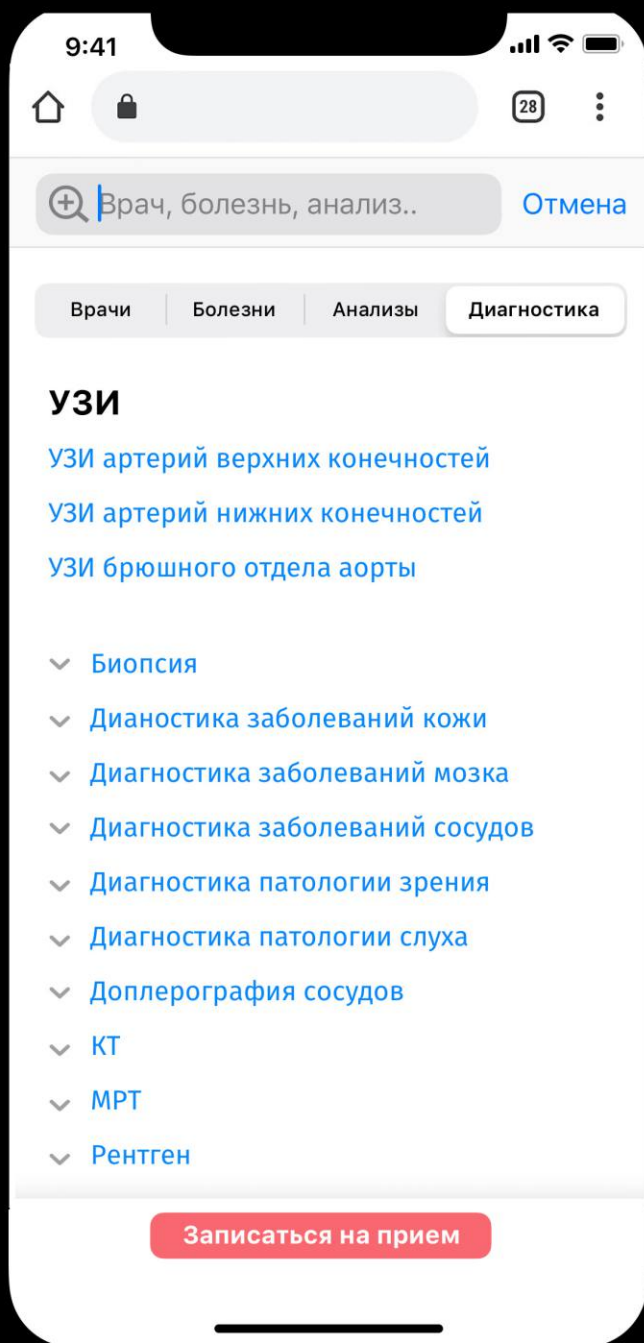 9:41
28
Врач, болезнь, анализ..
Отмена
Врачи Болезни Анализы Диагностика
УЗИ
УЗИ артерий верхних конечностей
УЗИ артерий нижних конечностей
УЗИ брюшного отдела аорты
Биопсия
Дианостика заболеваний кожи
Диагностика заболеваний мозка
Диагностика заболеваний сосудов
Диагностика патологии зрения
Диагностика патологии слуха
Доплерография сосудов
КТ
МРТ
Рентген
Записаться на прием